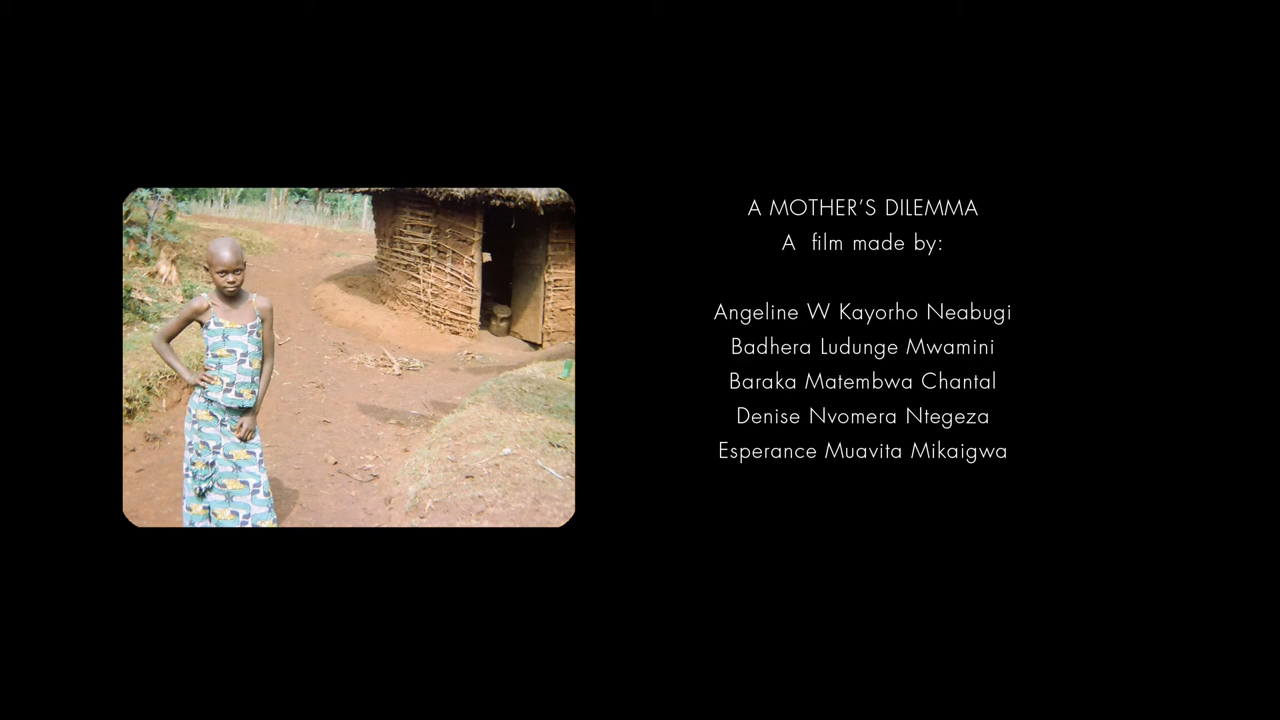 A MOTHER’S DILEMMA
A film made by:
Angeline W Kayorho Neabugi
Badhera Ludunge Mwamini
Baraka Matembwa Chantal
Denise Nvomera Ntegeza
Esperance Muavita Mikaigwa